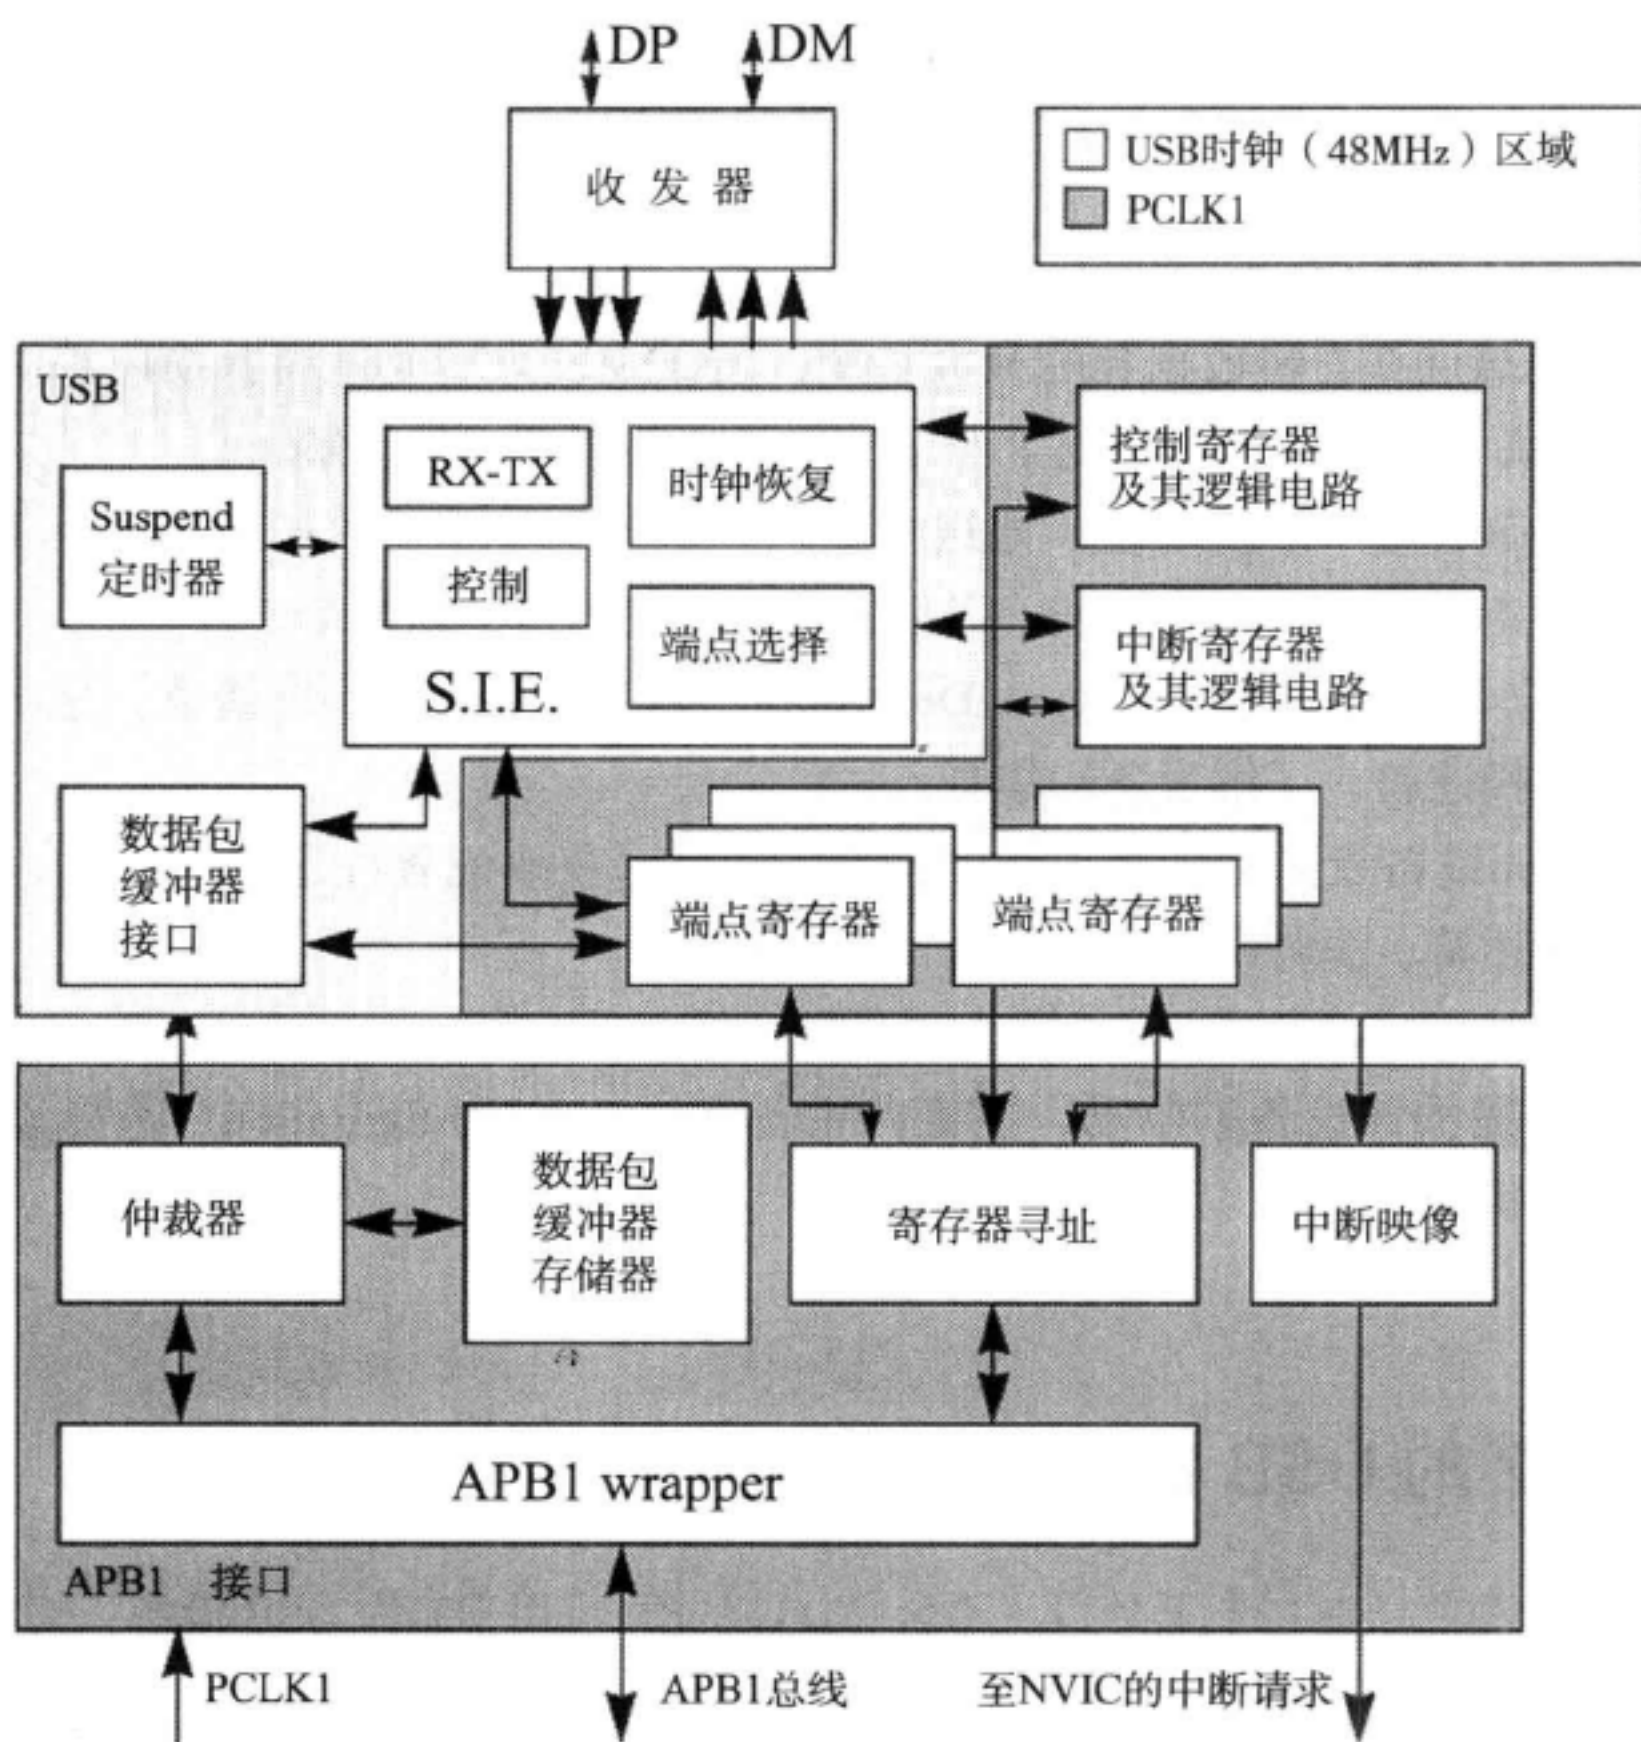 DP
DM
收发器
USB时钟（48MHz）区域
PCLK1
USB
RX-TX
时钟恢复
控制寄存器
及其逻辑电路
Suspend
定时器
控制
端点选择
中断寄存器
及其逻辑电路
S.I.E.
数据包
缓冲器
接口
端点寄存器
端点寄存器
仲裁器
数据包
缓冲器
存储器
寄存器寻址
中断映像
APB1 wrapper
APB1 接口
PCLK1
APB1总线
至NVIC的中断请求